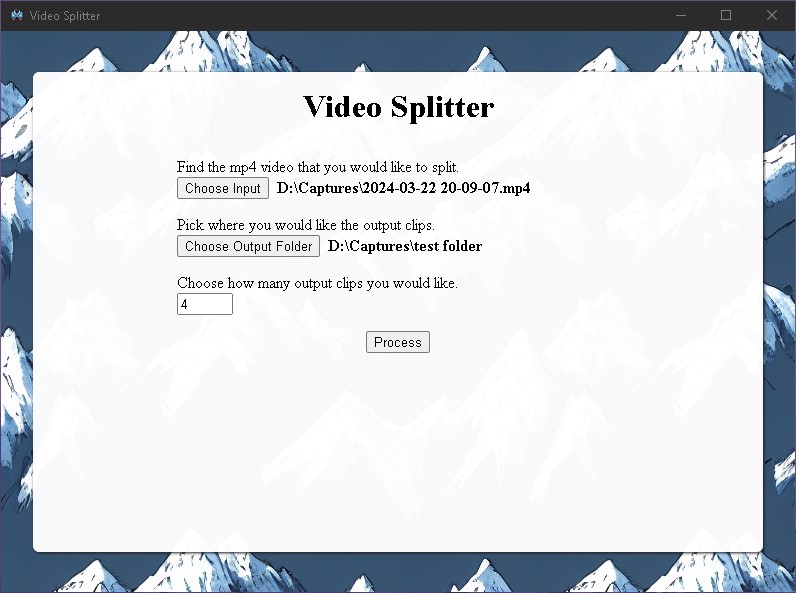 Video Splitter
Video Splitter
Find the mp4 video that you would like to split.
Choose Input D:\Captures\2024-03-22 20-09-07.mp4
Pick where you would like the output clips.
Choose Output Folder D:\Captures\test folder
Choose how many output clips you would like.
4
Process